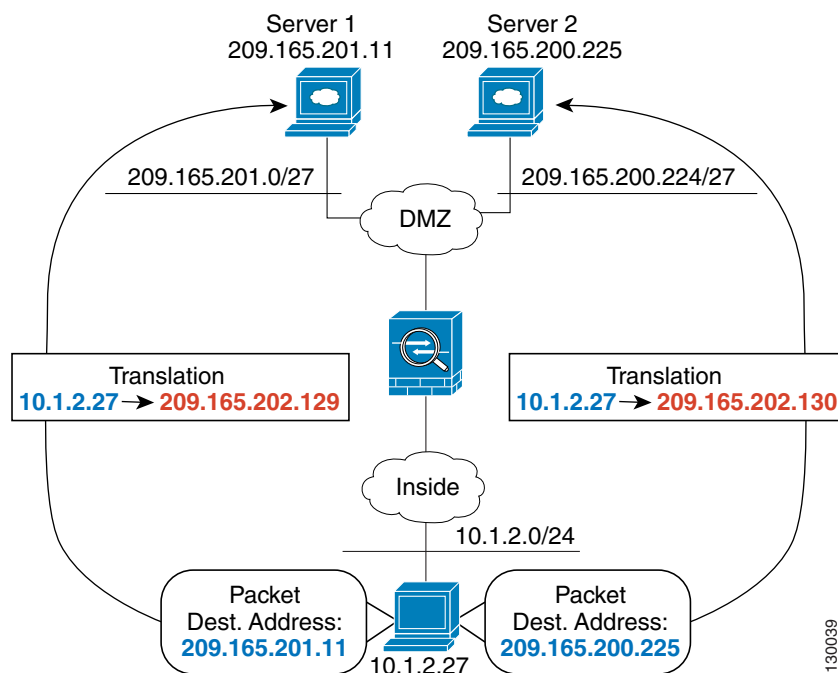 Server 1
209.165.201.11
Server 2
209.165.200.225
209.165.201.0/27
209.165.200.224/27
DMZ
Translation
10.1.2.27 209.165.202.129
Translation
10.1.2.27 209.165.202.130
Inside
10.1.2.0/24
Packet
Dest. Address:
209.165.201.11
Packet
Dest. Address:
209.165.200.225
10.1.2.27
130039